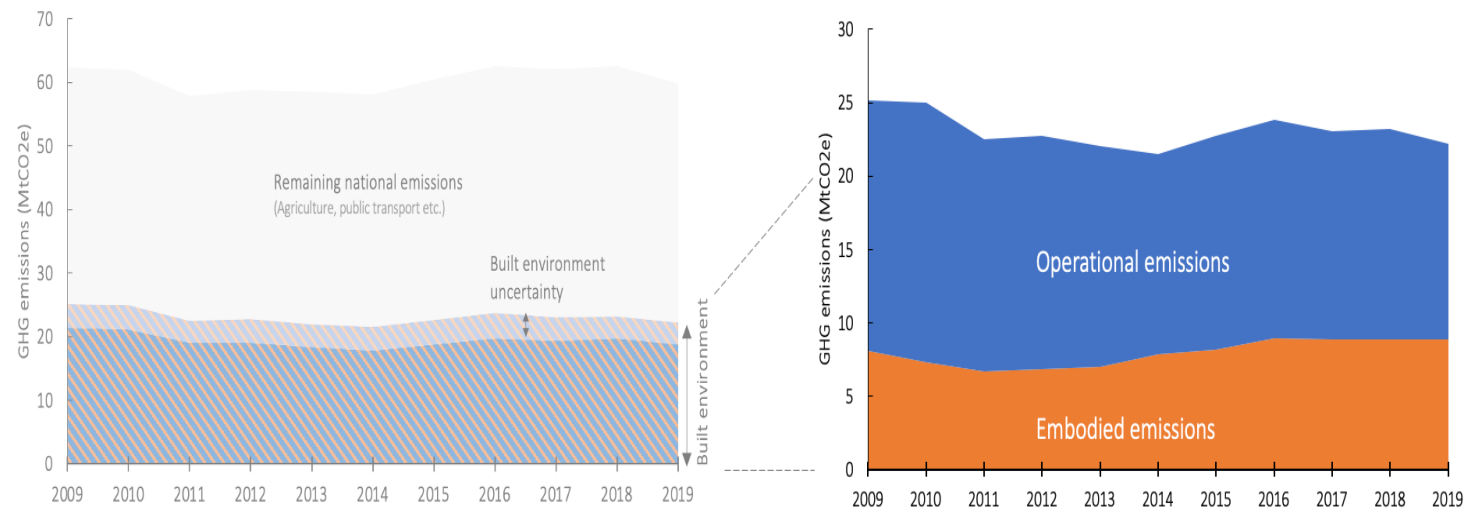 70
60
50
40
30
20
10
0
GHG emissions (MtCO2e)
Remaining national emissions
(Agriculture, public transport etc.)
Built environment
uncertainty
Built environment
2009 2010 2011 2012 2013 2014 2015 2016 2017 2018 2019
30
25
20
15
10
5
0
GHG emissions (MtCO2e)
Operational emissions
Embodied emissions
2009 2010 2011 2012 2013 2014 2015 2016 2017 2018 2019